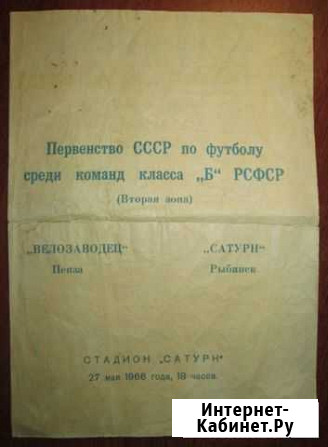 Первенство СССР по футболу
среди команд класса „Б“ РСФСР
(Вторая зона)
„ВЕЛОЗАВОДЕЦ“ „САТУРН“
Пенза Рыбинск
СТАДИОН „САТУРН“
27 мая 1966 года, 18 часов.
Интернет-
Кабинет.Ру